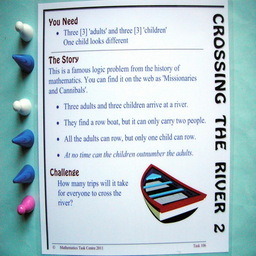 CROSSING THE RIVER 2
You Need
• Three [3] 'adults' and three [3] 'children'
One child looks different
The Story
This is a famous logic problem from the history of
mathematics. You can find it on the web as 'Missionaries
and Cannibals'.
• Three adults and three children arrive at a river.
• They find a row boat, but it can only carry two people.
• All the adults can row, but only one child can row.
• At no time can the children outnumber the adults.
Challenge
How many trips will it take
for everyone to cross the
river?
© Mathematics Task Centre 2011
Task 198